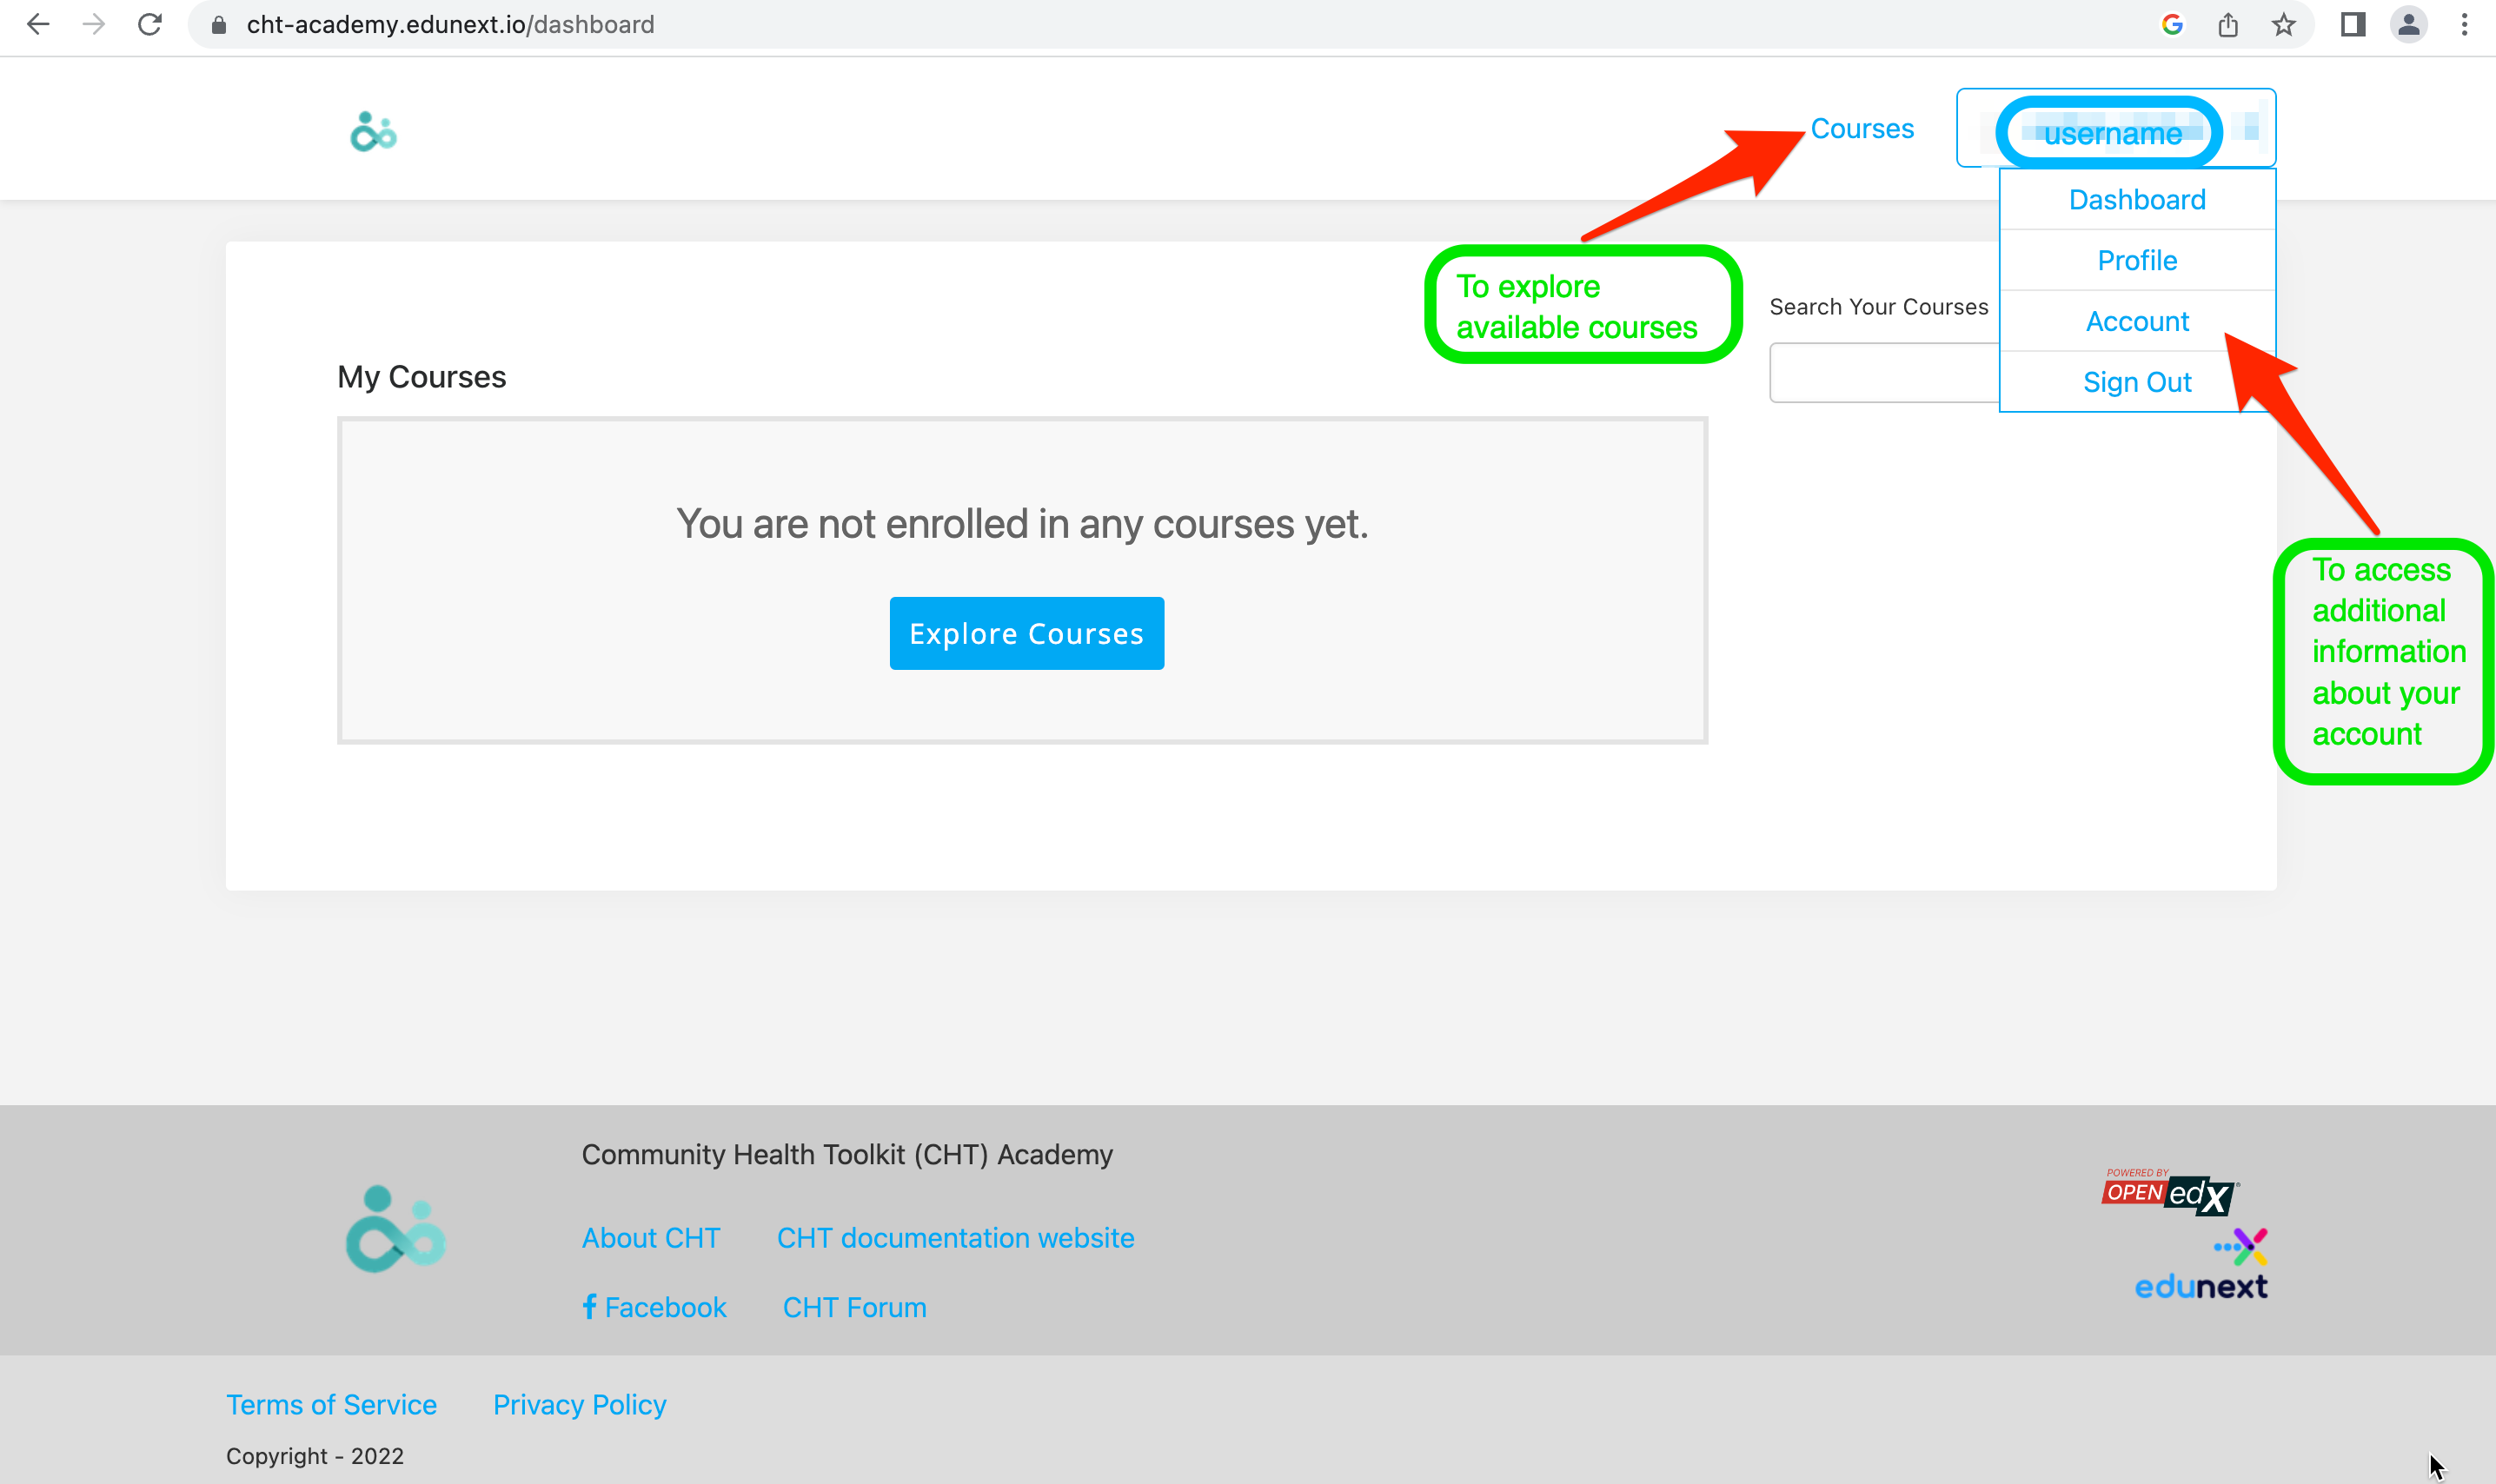 cht-academy.edunext.io/dashboard
Courses
username
Dashboard
Profile
Account
Sign Out
To explore
available courses
Search Your Courses
My Courses
You are not enrolled in any courses yet.
Explore Courses
To access
additional
information
about your
account
Community Health Toolkit (CHT) Academy
About CHT
CHT documentation website
Facebook
CHT Forum
POWERED BY
OPEN edX
edunext
Terms of Service
Privacy Policy
Copyright - 2022